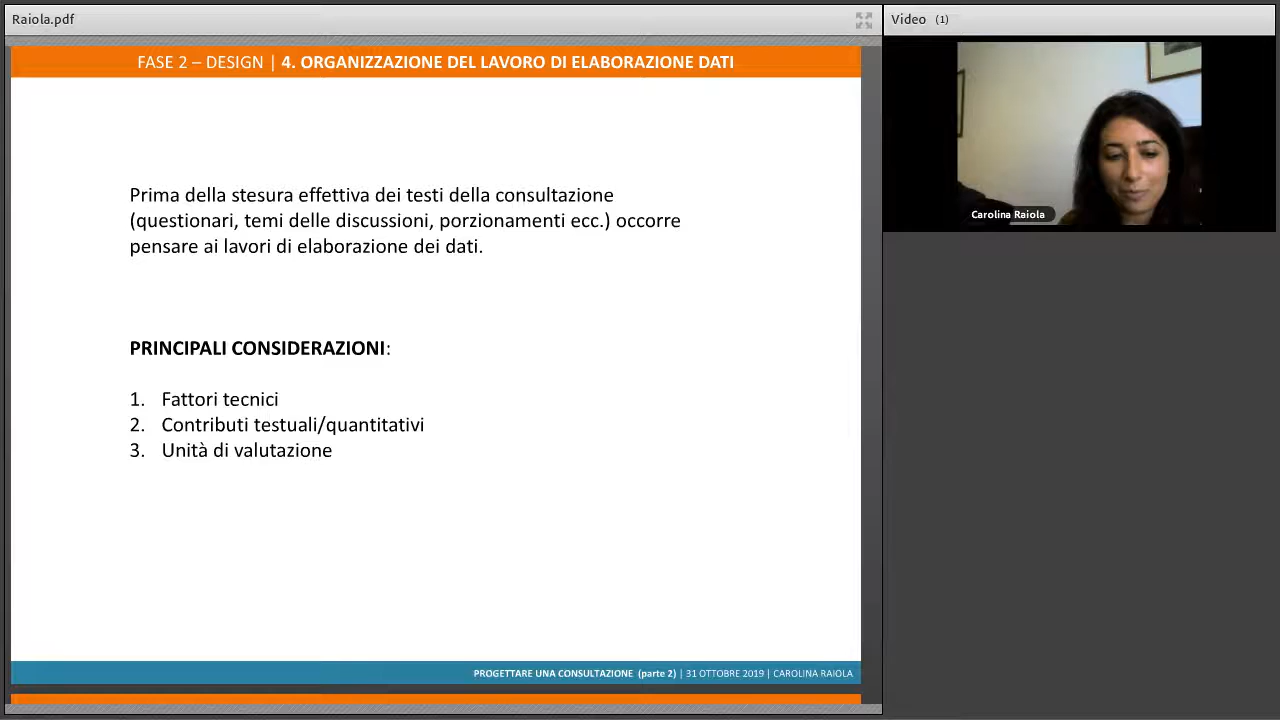 Raiola.pdf
FASE 2 – DESIGN | 4. ORGANIZZAZIONE DEL LAVORO DI ELABORAZIONE DATI
Prima della stesura effettiva dei testi della consultazione
(questionari, temi delle discussioni, porzionamenti ecc.) occorre
pensare ai lavori di elaborazione dei dati.
PRINCIPALI CONSIDERAZIONI:
1. Fattori tecnici
2. Contributi testuali/quantitativi
3. Unità di valutazione
PROGETTARE UNA CONSULTAZIONE (parte 2) | 31 OTTOBRE 2019 | CAROLINA RAIOLA
Video (1)
Carolina Raiola